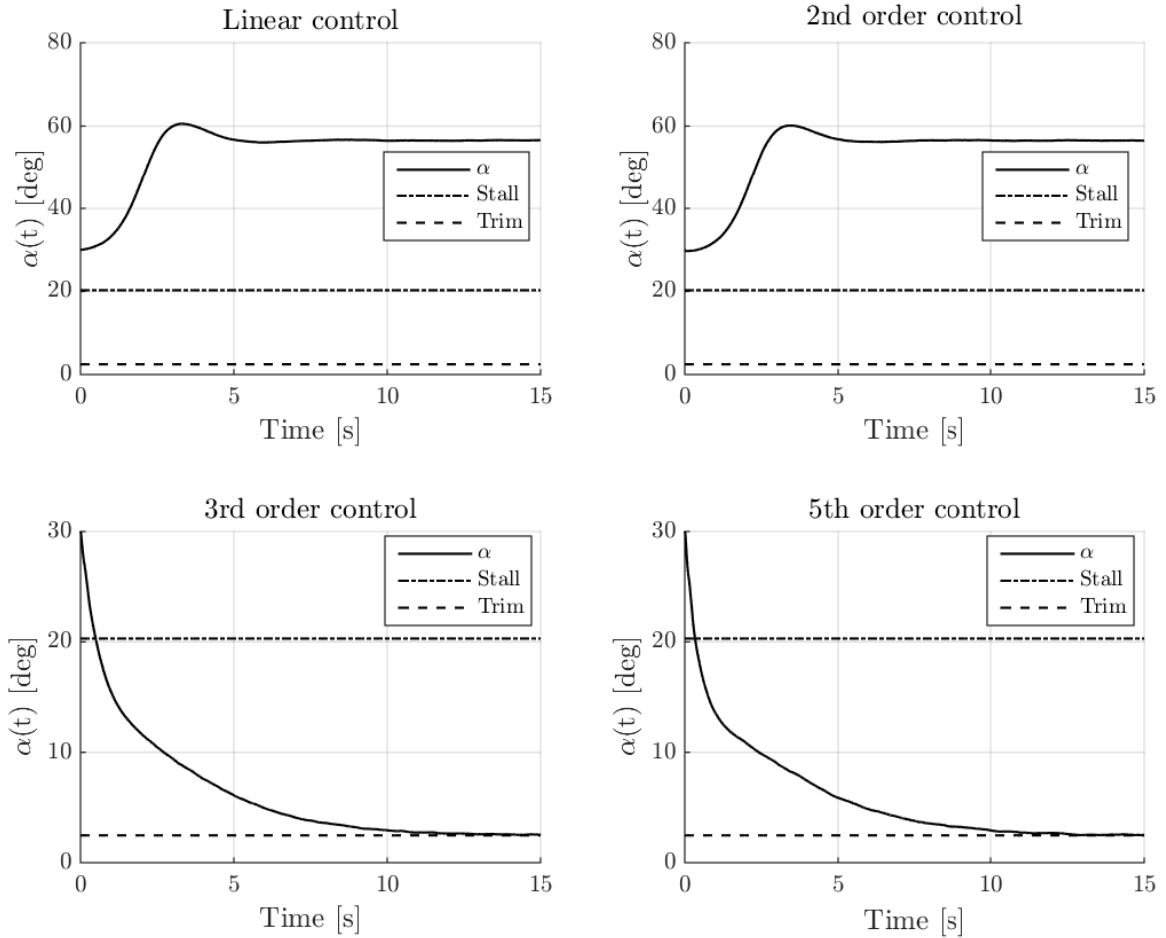 Linear control
80
60
40
20
0
α(t) [deg]
α
Stall
Trim
0 5 10 15
Time [s]
2nd order control
80
60
40
20
0
α(t) [deg]
α
Stall
Trim
0 5 10 15
Time [s]
3rd order control
30
20
10
0
α(t) [deg]
α
Stall
Trim
0 5 10 15
Time [s]
5th order control
30
20
10
0
α(t) [deg]
α
Stall
Trim
0 5 10 15
Time [s]